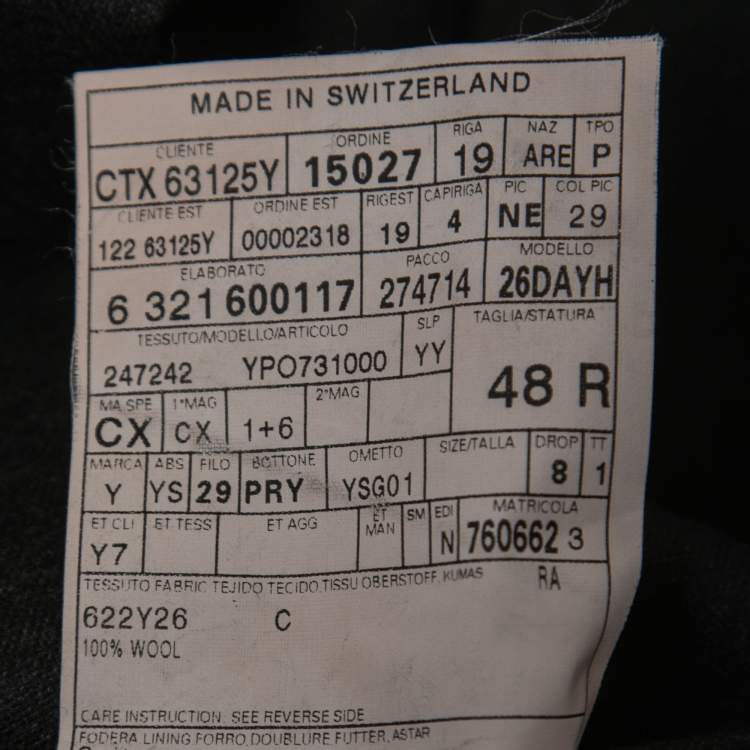 MADE IN SWITZERLAND
CLIENTE ORDINE RIGA NAZ TPO
CTX 63125Y 15027 19 ARE P
CLIENTE EST ORDINE EST RIGEST CAPIRIGA PIC COL PIC
122 63125Y 00002318 19 4 NE 29
ELABORATO PACCO MODELLO
6 321600117 274714 26DAYH
TESSUTO/MODELLO/ARTICOLO SLP TAGLIA/STATURA
247242 YPO731000 YY 48 R
MA SPE 1°MAG 2°MAG
CX CX 1+6
MARCA ABS FILO BOTTONE OMETTO SIZE/TALLA DROP TT
Y YS 29 PRY YSG01 8 1
ET CLI ET TESS ET AGG ET MAN SM EDI MATRICOLA
Y7 N 760662 3
TESSUTO FABRIC TEJIDO TECIDO TISSU OBERSTOFF, KUMAS RA
622Y26 C
100% WOOL
CARE INSTRUCTION SEE REVERSE SIDE
FODERA LINING FORRO DOUBLURE FUTTER, ASTAR